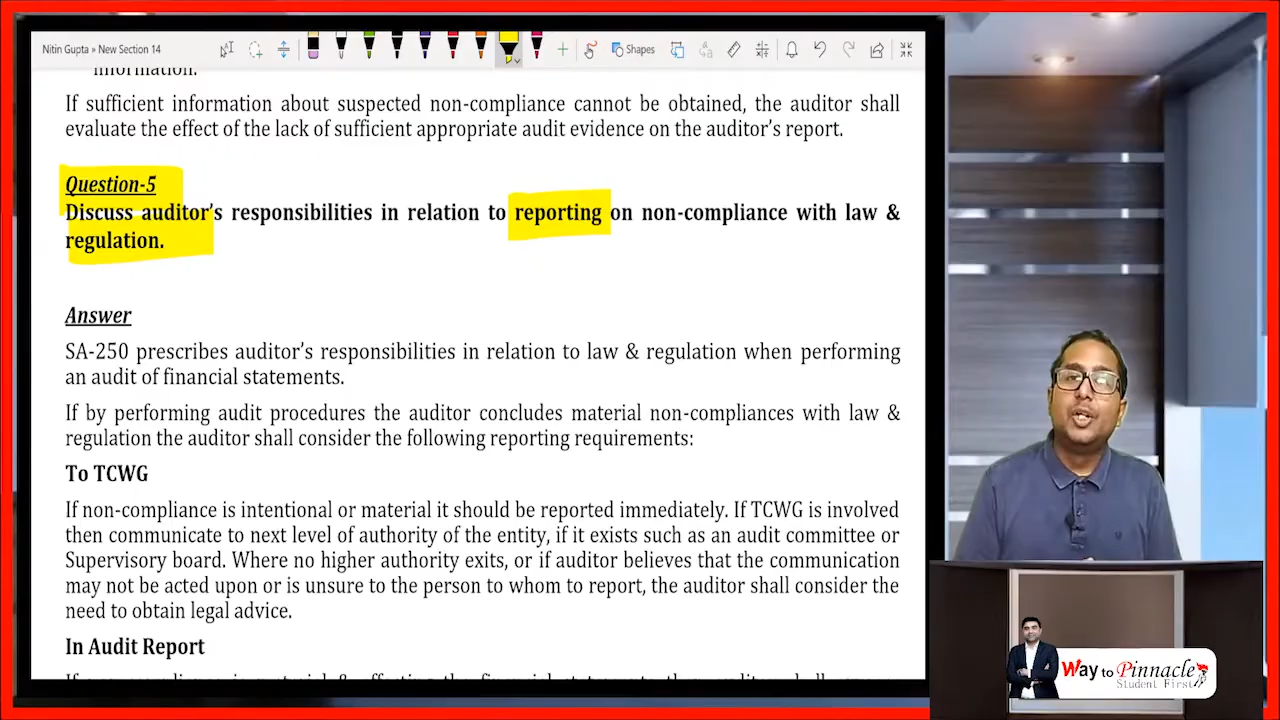 Nitin Gupta » New Section 14
Shapes
information.
If sufficient information about suspected non-compliance cannot be obtained, the auditor shall
evaluate the effect of the lack of sufficient appropriate audit evidence on the auditor's report.
Question-5
Discuss auditor's responsibilities in relation to reporting on non-compliance with law &
regulation.
Answer
SA-250 prescribes auditor's responsibilities in relation to law & regulation when performing
an audit of financial statements.
If by performing audit procedures the auditor concludes material non-compliances with law &
regulation the auditor shall consider the following reporting requirements:
To TCWG
If non-compliance is intentional or material it should be reported immediately. If TCWG is involved
then communicate to next level of authority of the entity, if it exists such as an audit committee or
Supervisory board. Where no higher authority exits, or if auditor believes that the communication
may not be acted upon or is unsure to the person to whom to report, the auditor shall consider the
need to obtain legal advice.
In Audit Report
Way to Pinnacle
Student First